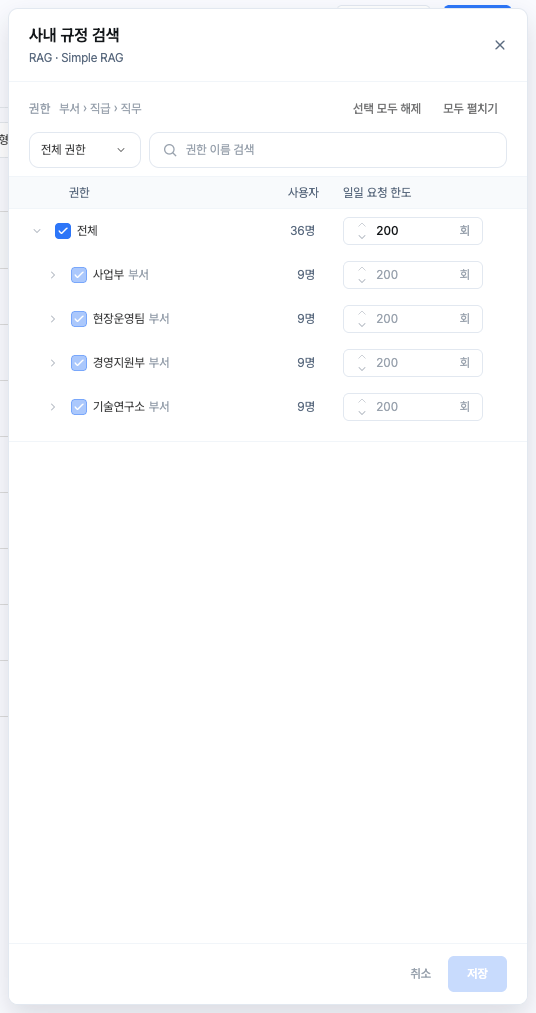 사내 규정 검색
RAG · Simple RAG
권한 부서 › 직급 › 직무 선택 모두 해제 모두 펼치기
전체 권한 권한 이름 검색
형
권한 사용자 일일 요청 한도
전체 36명 200 회
사업부 부서 9명 200 회
현장운영팀 부서 9명 200 회
경영지원부 부서 9명 200 회
기술연구소 부서 9명 200 회
취소 저장